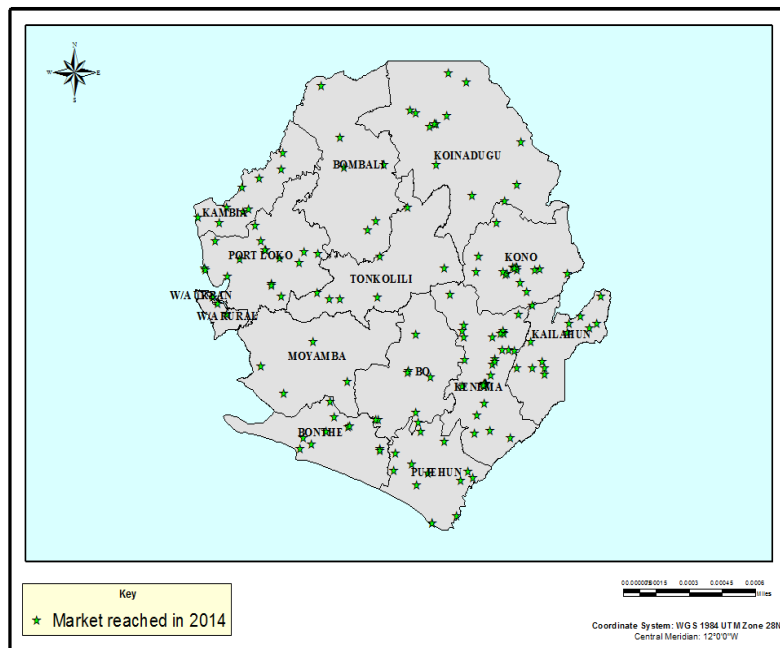 N
W E
S
KOINADUGU
BOMBALI
KAMBIA
PORT LOKO
KONO
TONKOLILI
W/A URBAN
W/A RURAL
KAILAHUN
MOYAMBA
BO
KENEMA
BONTHE
PUJEHUN
Key
Market reached in 2014
0.0003 0.00045 0.0006
Miles
Coordinate System: WGS 1984 UTM Zone 28N
Central Meridian: 12°0'0"W